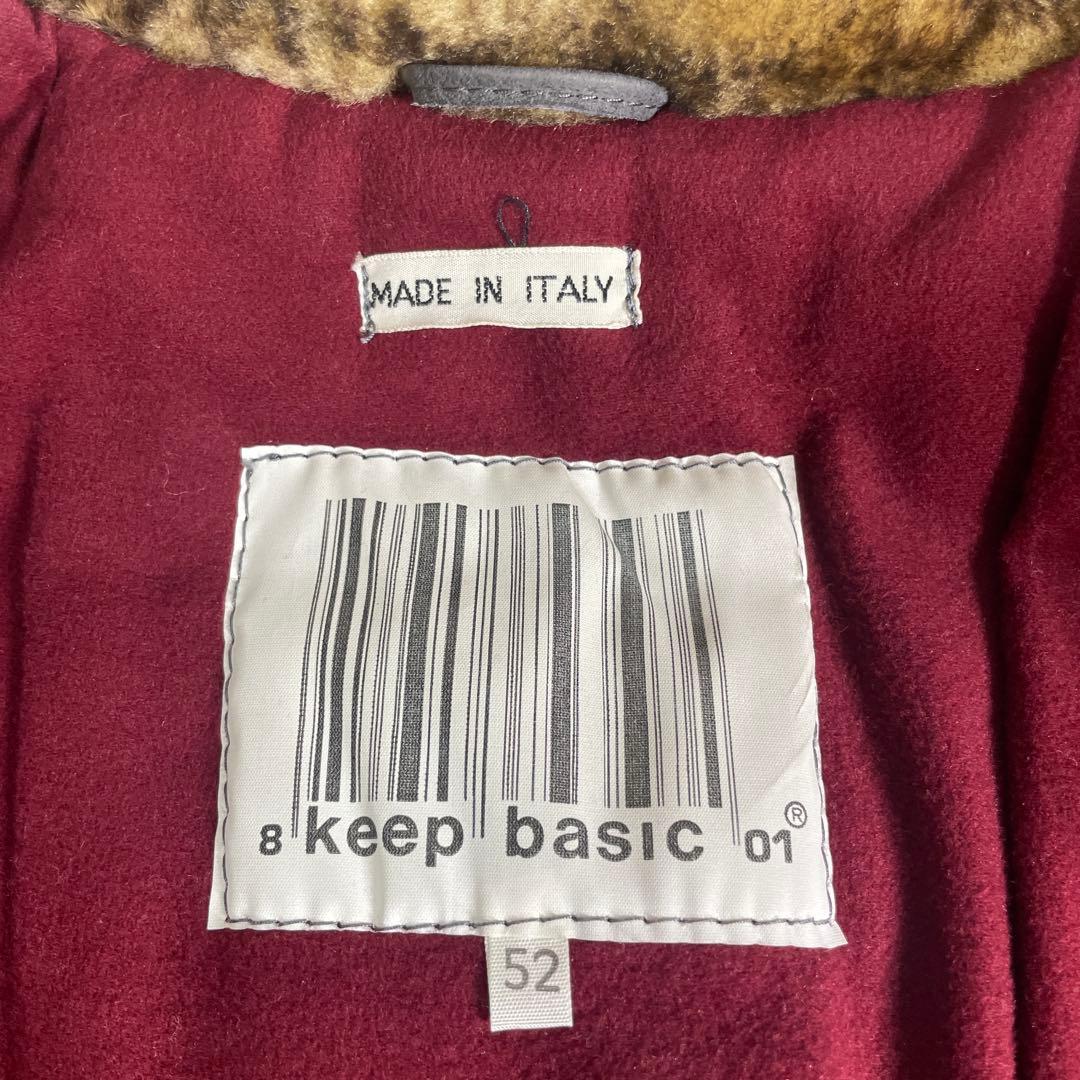 MADE IN ITALY
8 keep basic 01®
52